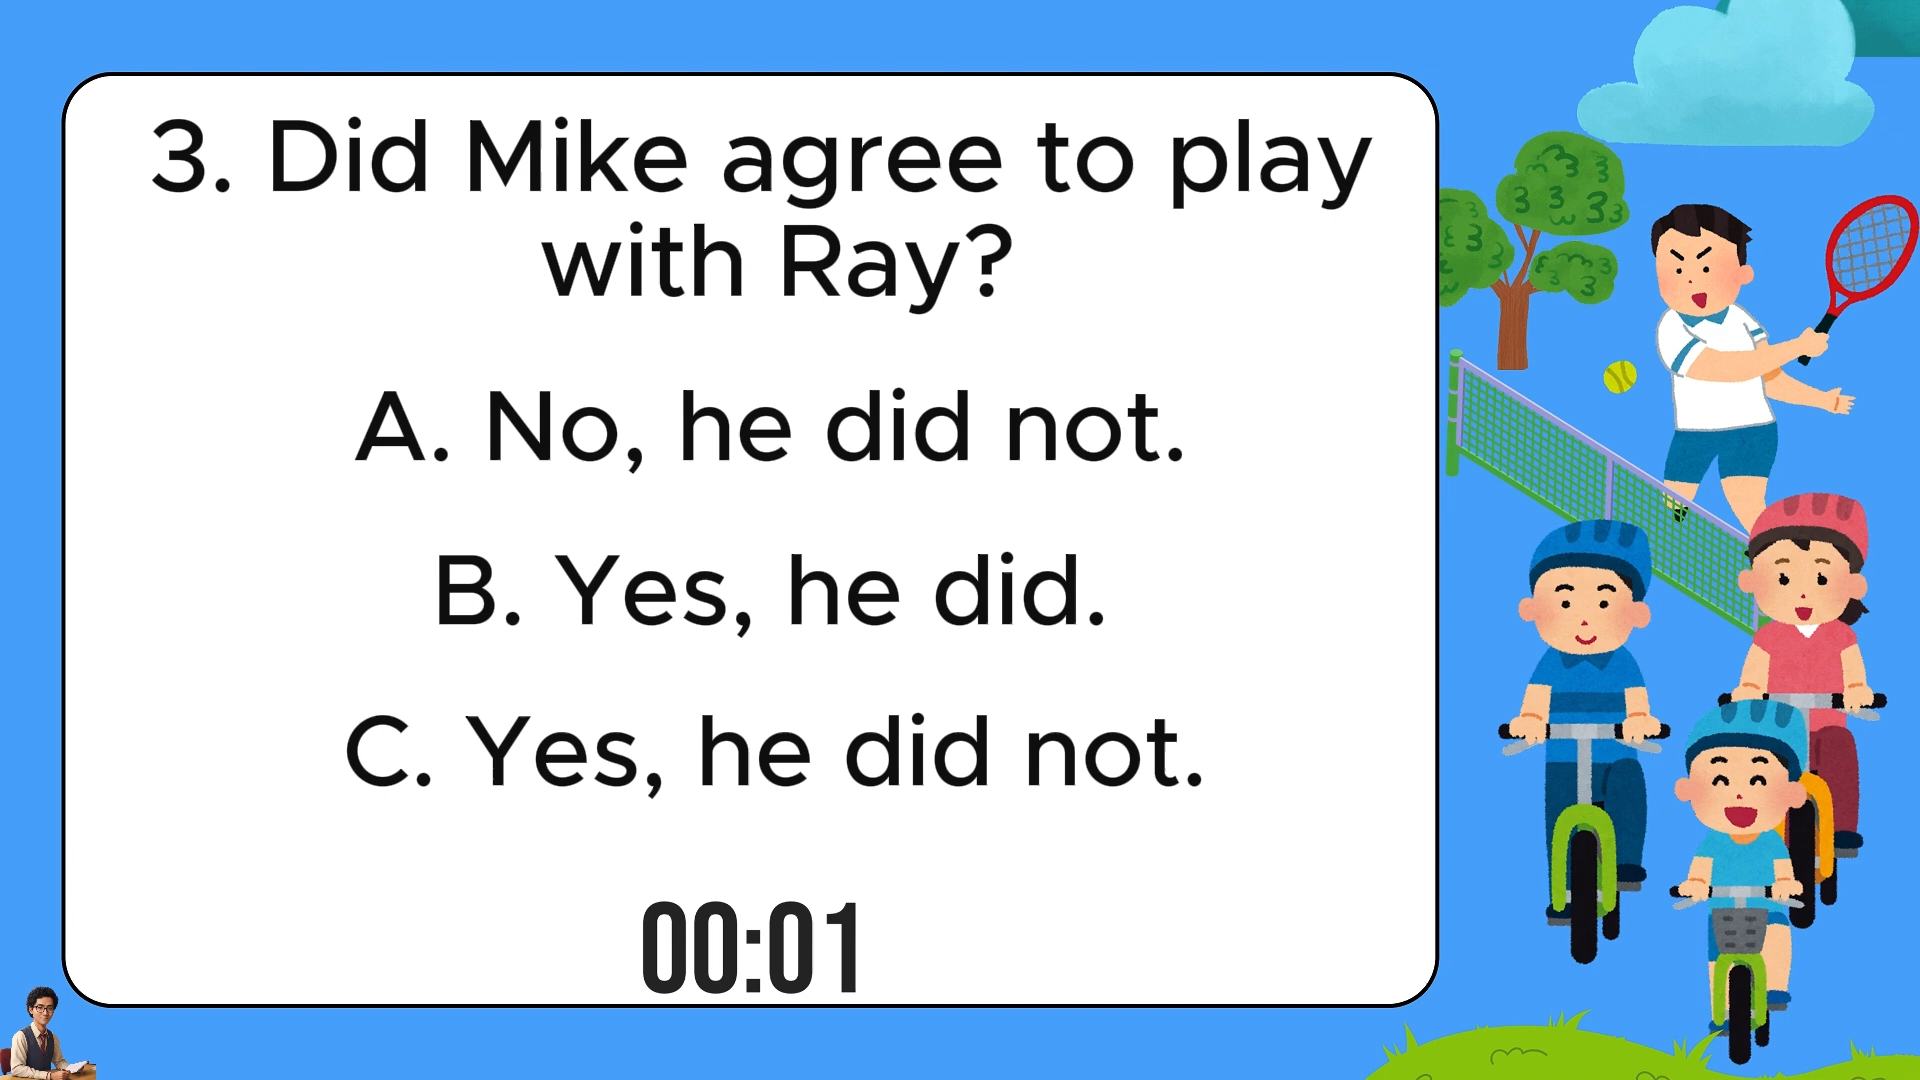 3. Did Mike agree to play
with Ray?
A. No, he did not.
B. Yes, he did.
C. Yes, he did not.
00:01